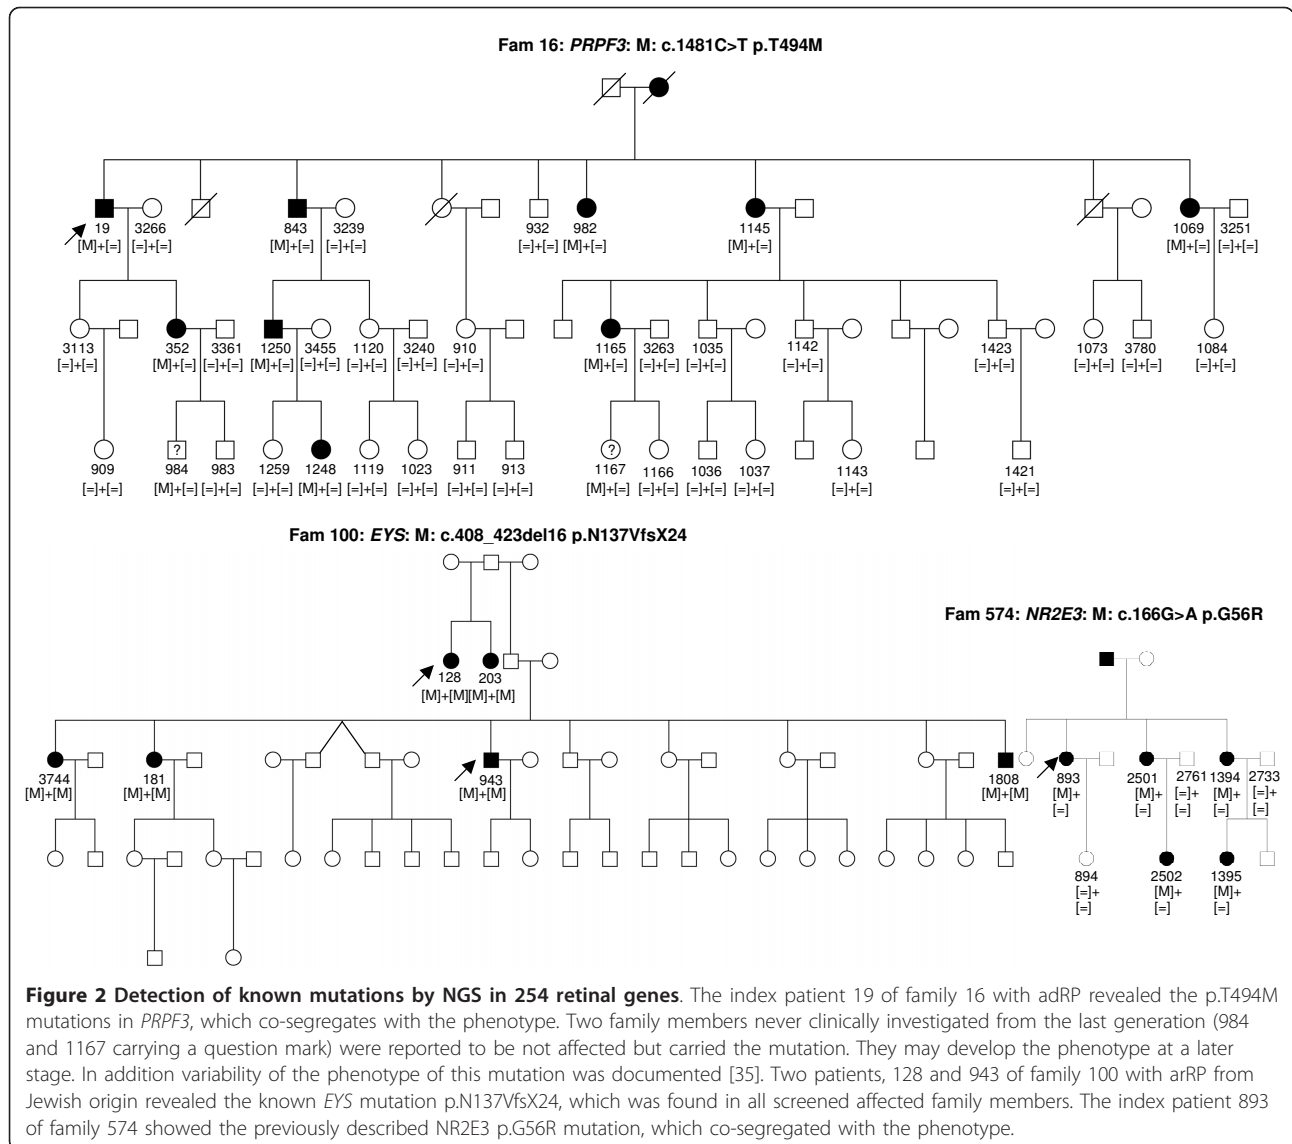 Fam 16: PRPF3: M: c.1481C>T p.T494M
19 3266 843 3239 932 982 1145 1069 3251
[M]+[=] [=]+[=] [M]+[=] [=]+[=] [=]+[=] [M]+[=] [M]+[=] [M]+[=] [=]+[=]
3113 352 3361 1250 3455 1120 3240 910 1165 3263 1035 1142 1423 1073 3780 1084
[=]+[=] [M]+[=] [=]+[=] [M]+[=] [=]+[=] [=]+[=] [=]+[=] [=]+[=] [M]+[=] [=]+[=] [=]+[=] [=]+[=] [=]+[=] [=]+[=] [=]+[=] [=]+[=]
? ?
909 984 983 1259 1248 1119 1023 911 913 1167 1166 1036 1037 1143 1421
[=]+[=] [M]+[=] [=]+[=] [=]+[=] [M]+[=] [=]+[=] [=]+[=] [=]+[=] [=]+[=] [M]+[=] [=]+[=] [=]+[=] [=]+[=] [=]+[=] [=]+[=]
Fam 100: EYS: M: c.408_423del16 p.N137VfsX24
128 203
[M]+[M] [M]+[M]
3744 181 943 1808
[M]+[M] [M]+[M] [M]+[M] [M]+[M]
Fam 574: NR2E3: M: c.166G>A p.G56R
893 2501 2761 1394 2733
[M]+ [M]+ [=]+ [M]+ [=]+
[=] [=] [=] [=] [=]
894 2502 1395
[=]+ [M]+ [M]+
[=] [=] [=]
Figure 2 Detection of known mutations by NGS in 254 retinal genes. The index patient 19 of family 16 with adRP revealed the p.T494M
mutations in PRPF3, which co-segregates with the phenotype. Two family members never clinically investigated from the last generation (984
and 1167 carrying a question mark) were reported to be not affected but carried the mutation. They may develop the phenotype at a later
stage. In addition variability of the phenotype of this mutation was documented [35]. Two patients, 128 and 943 of family 100 with arRP from
Jewish origin revealed the known EYS mutation p.N137VfsX24, which was found in all screened affected family members. The index patient 893
of family 574 showed the previously described NR2E3 p.G56R mutation, which co-segregated with the phenotype.